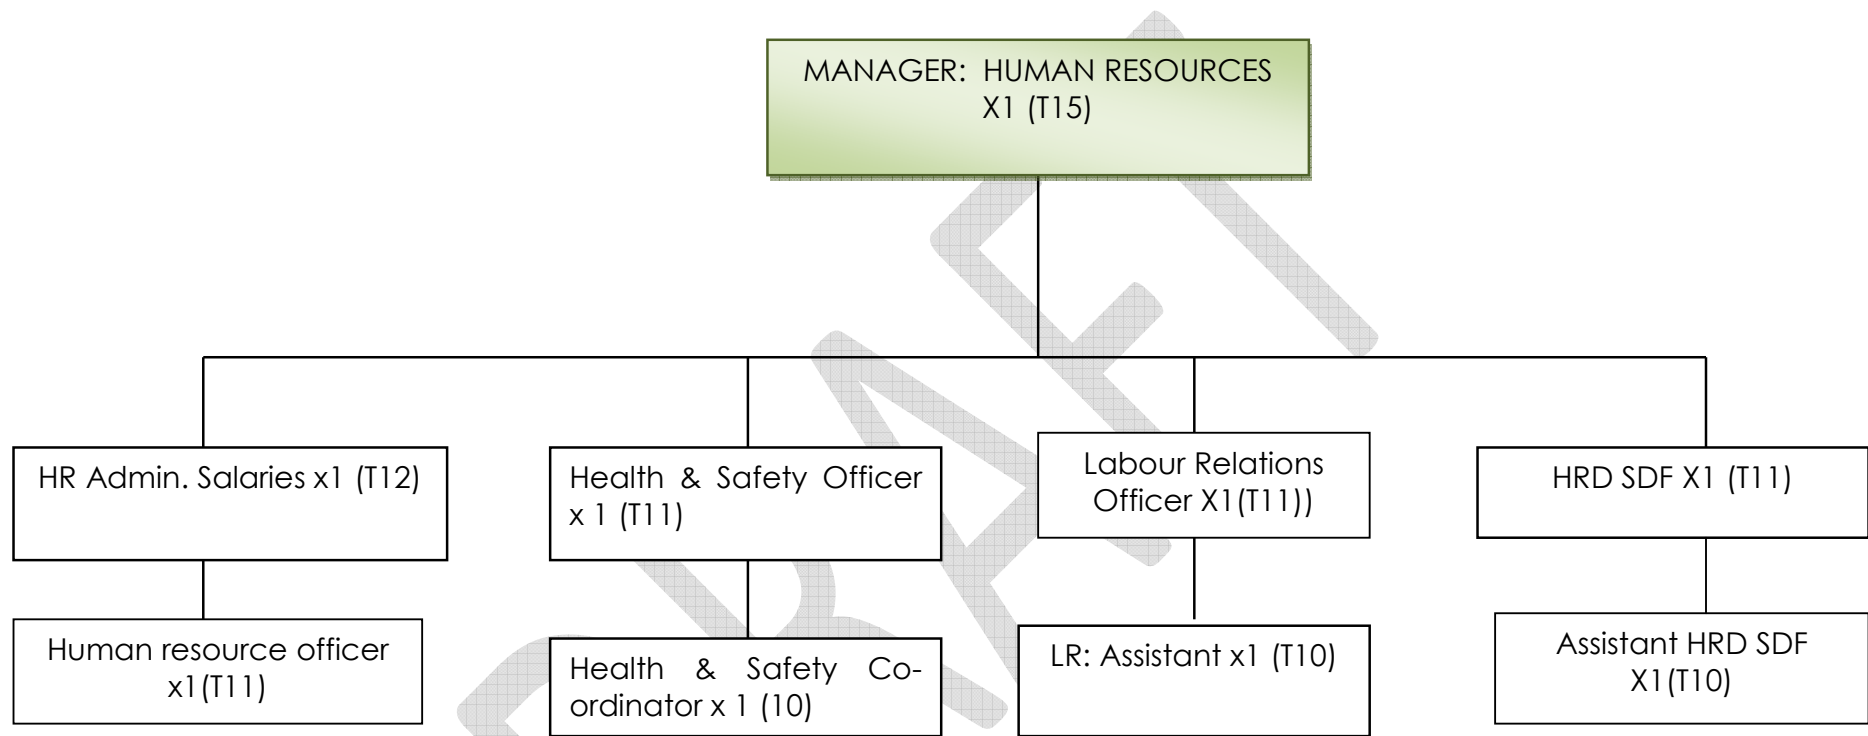 MANAGER: HUMAN RESOURCES
X1 (T15)
HR Admin. Salaries x1 (T12)
Health & Safety Officer
x 1 (T11)
Labour Relations
Officer X1(T11))
HRD SDF X1 (T11)
Human resource officer
x1(T11)
Health & Safety Co-
ordinator x 1 (10)
LR: Assistant x1 (T10)
Assistant HRD SDF
X1(T10)
DRAFT